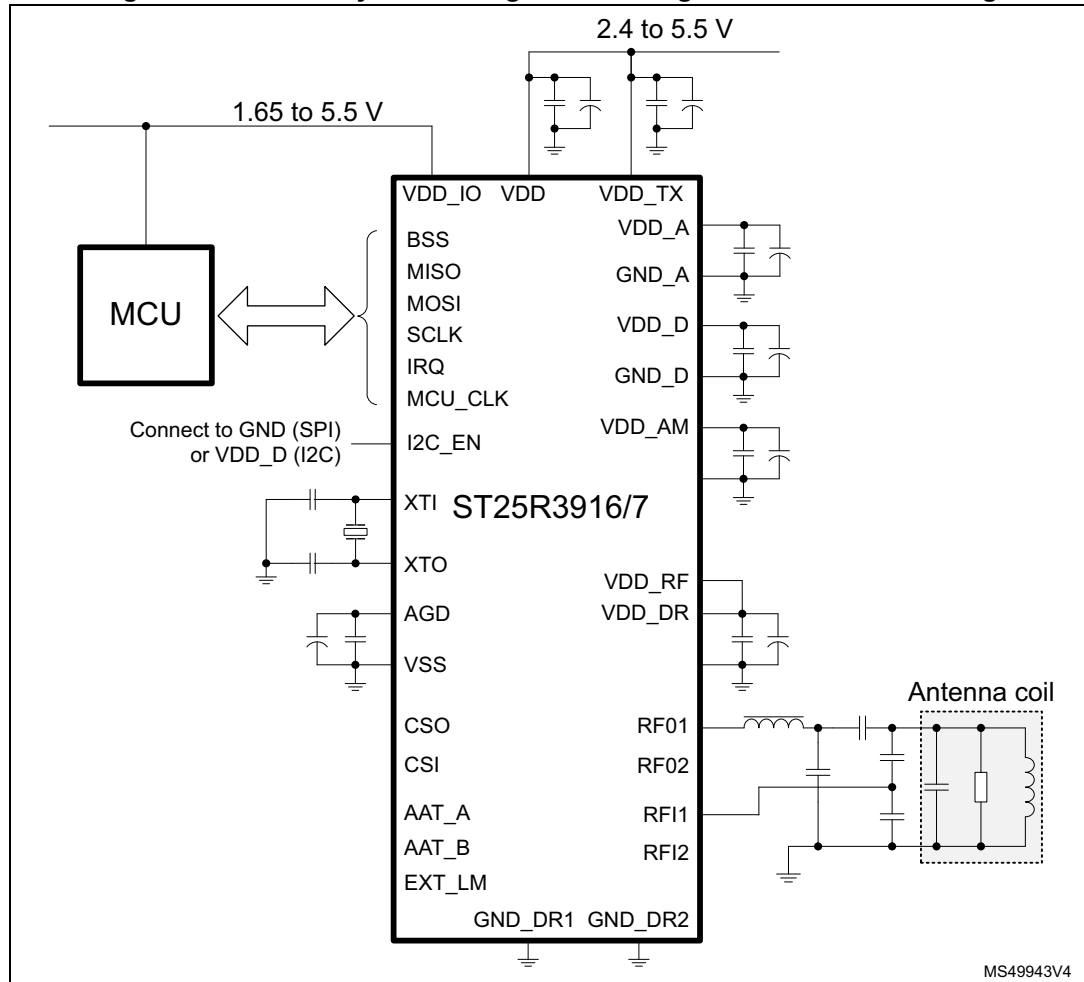 2.4 to 5.5 V
1.65 to 5.5 V
VDD_IO VDD VDD_TX
BSS
MISO
MOSI
SCLK
IRQ
MCU_CLK
MCU
Connect to GND (SPI)
or VDD_D (I2C)
I2C_EN
XTI
XTO
AGD
VSS
CSO
CSI
AAT_A
AAT_B
EXT_LM
ST25R3916/7
VDD_A
GND_A
VDD_D
GND_D
VDD_AM
VDD_RF
VDD_DR
RF01
RF02
RFI1
RFI2
Antenna coil
GND_DR1 GND_DR2
MS49943V4